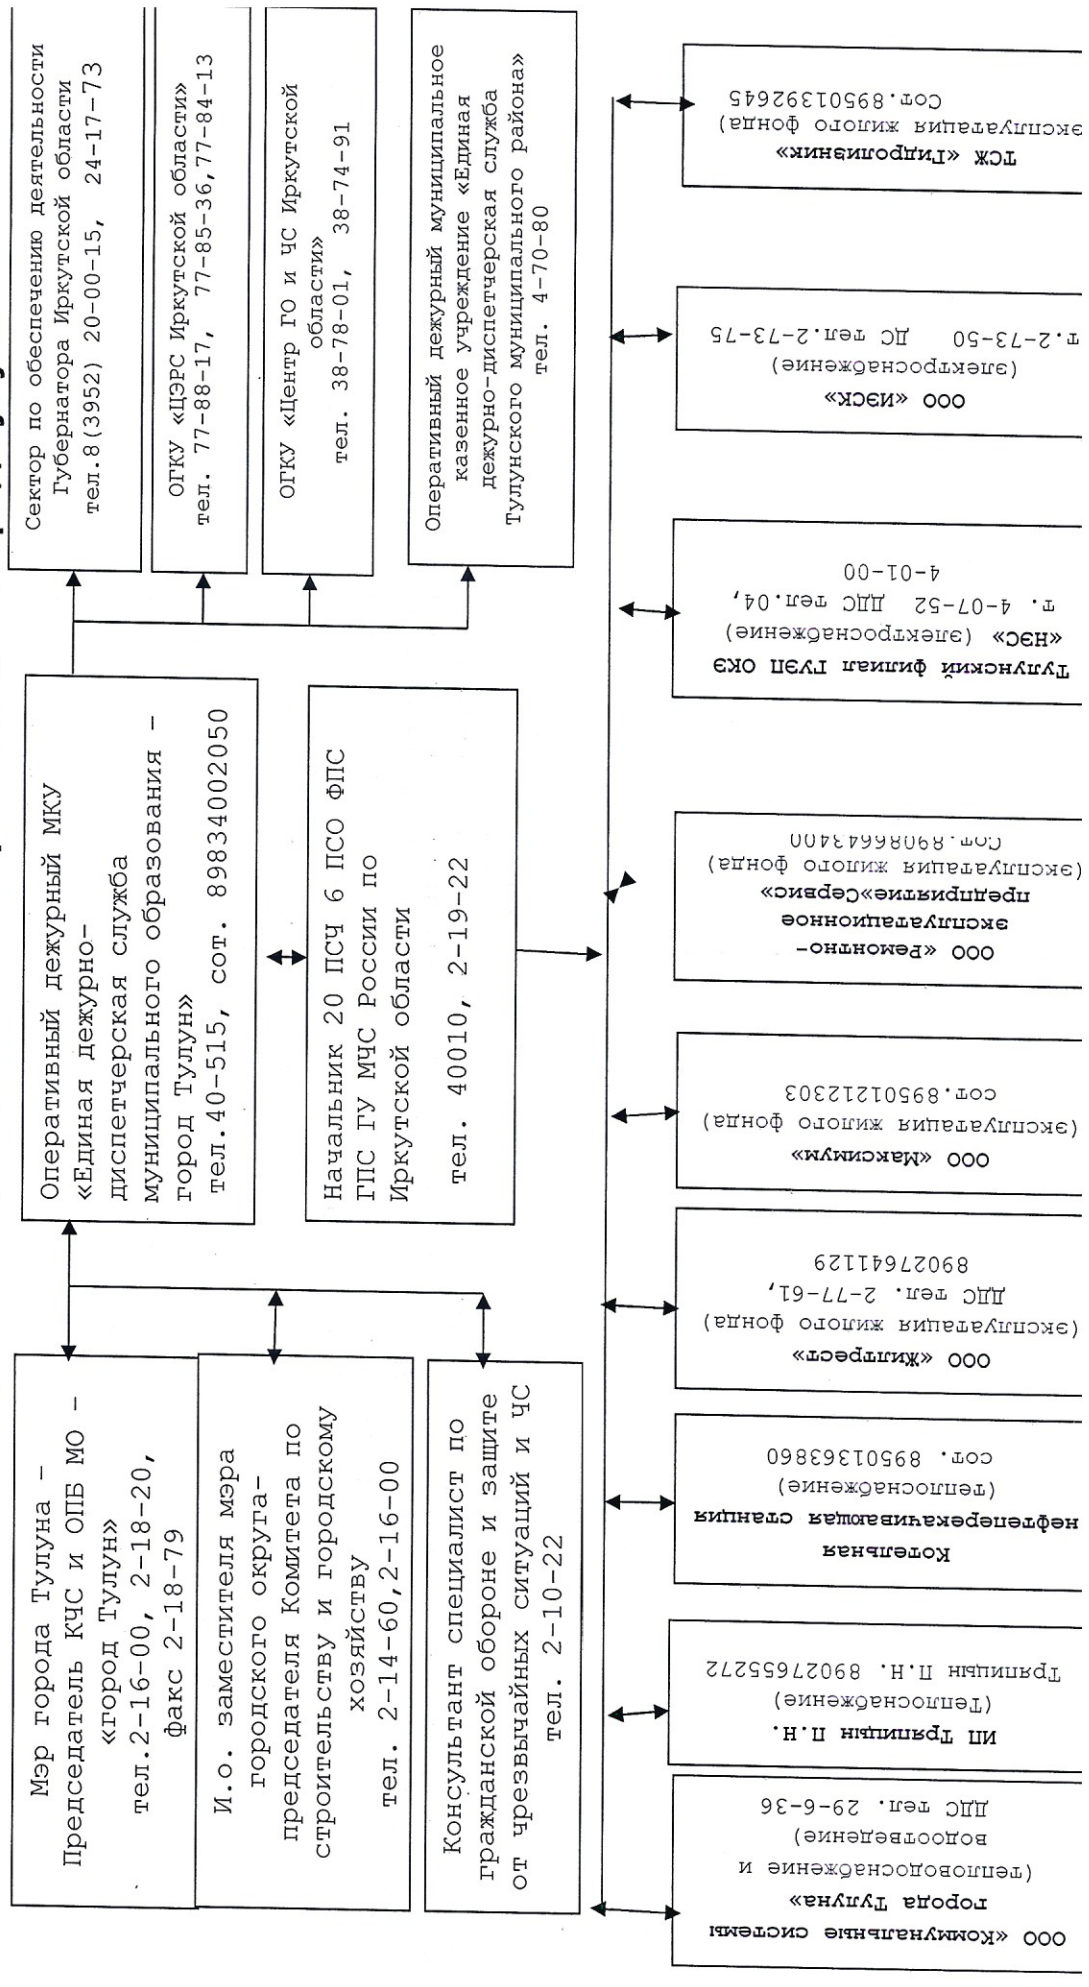 Мэр города Тулуна –
Председатель КЧС и ОПБ МО –
«город Тулун»
тел.2-16-00, 2-18-20,
факс 2-18-79
И.о. заместителя мэра
городского округа-
председателя Комитета по
строительству и городскому
хозяйству
тел. 2-14-60,2-16-00
Консультант специалист по
гражданской обороне и защите
от чрезвычайных ситуаций и ЧС
тел. 2-10-22
Оперативный дежурный МКУ
«Единая дежурно-
диспетчерская служба
муниципального образования –
город Тулун»
тел.40-515, сот. 89834002050
Начальник 20 ПСЧ 6 ПСО ФПС
ГПС ГУ МЧС России по
Иркутской области
тел. 40010, 2-19-22
Сектор по обеспечению деятельности
Губернатора Иркутской области
тел.8(3952) 20-00-15, 24-17-73
ОГКУ «ЦЭРС Иркутской области»
тел. 77-88-17, 77-85-36,77-84-13
ОГКУ «Центр ГО и ЧС Иркутской
области»
тел. 38-78-01, 38-74-91
Оперативный дежурный муниципальное
казенное учреждение «Единая
дежурно-диспетчерская служба
Тулунского муниципального района»
тел. 4-70-80
ООО «Коммунальные системы
города Тулуна»
(тепловодоснабжение и
водоотведение)
ДДС тел. 29-6-36
ИП Тряпицын П.Н.
(Теплоснабжение)
Тряпицын П.Н. 89027655272
Котельная
нефтеперекачивающая станция
(теплоснабжение)
сот. 89501363860
ООО «Жилтрест»
(эксплуатация жилого фонда)
ДДС тел. 2-77-61,
89027641129
ООО «Максимум»
(эксплуатация жилого фонда)
сот.89501212303
ООО «Ремонтно-
эксплуатационное
предприятие»Сервис»
(эксплуатация жилого фонда)
Сот.89086643400
Тулунский филиал ГУЭП ОКЭ
«НЭС» (электроснабжение)
т. 4-07-52 ДДС тел.04,
4-01-00
ООО «ИЭСК»
(электроснабжение)
т.2-73-50 ДС тел.2-73-75
ТСЖ «Гидролизник»
эксплуатация жилого фонда)
Сот.89501392645